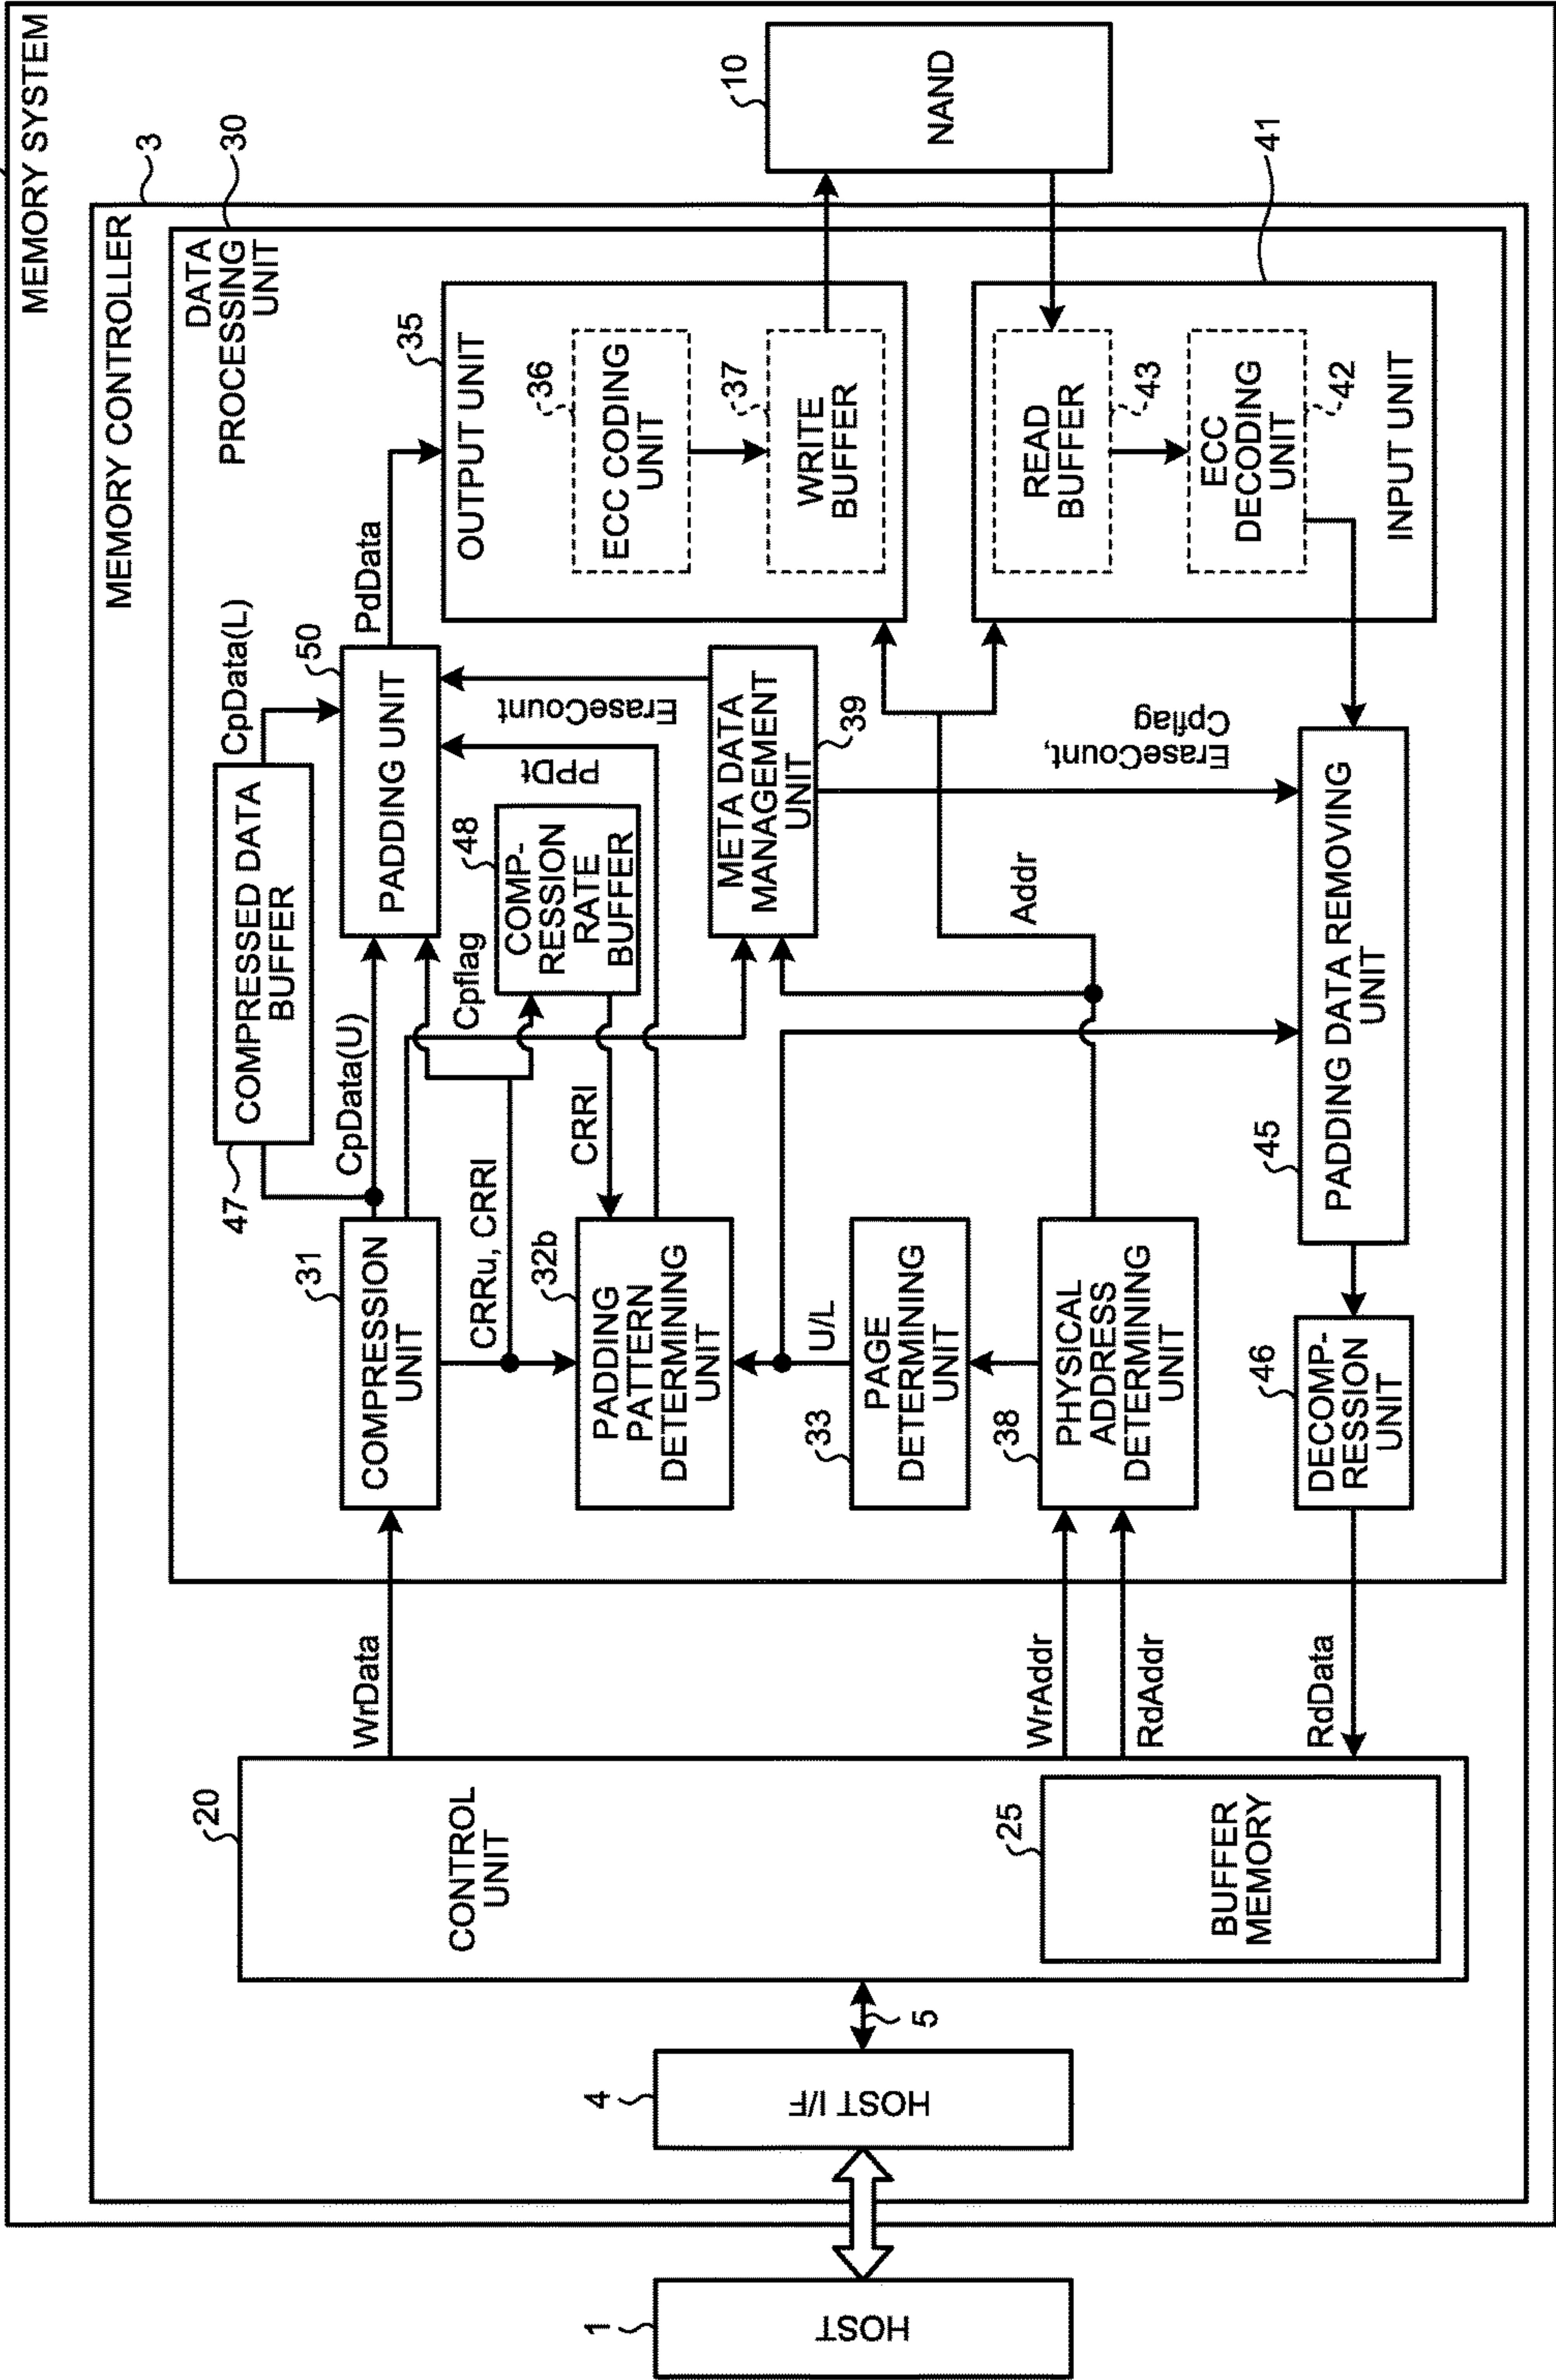 MEMORY SYSTEM
MEMORY CONTROLLER
3
DATA
PROCESSING
UNIT
30
HOST
1
HOST I/F
4
5
CONTROL
UNIT
20
BUFFER
MEMORY
25
WrData
WrAddr
RdAddr
RdData
COMPRESSION
UNIT
31
COMPRESSED DATA
BUFFER
47
CpData(U)
CpData(L)
PADDING UNIT
50
PdData
CRRu, CRRl
Cpflag
PADDING
PATTERN
DETERMINING
UNIT
32b
CRRl
COMP-
RESSION
RATE
BUFFER
48
PPDt
EraseCount
PAGE
DETERMINING
UNIT
33
U/L
META DATA
MANAGEMENT
UNIT
39
PHYSICAL
ADDRESS
DETERMINING
UNIT
38
Addr
EraseCount,
Cpflag
OUTPUT UNIT
35
ECC CODING
UNIT
36
WRITE
BUFFER
37
NAND
10
READ
BUFFER
43
ECC
DECODING
UNIT
42
INPUT UNIT
41
PADDING DATA REMOVING
UNIT
45
DECOMP-
RESSION
UNIT
46